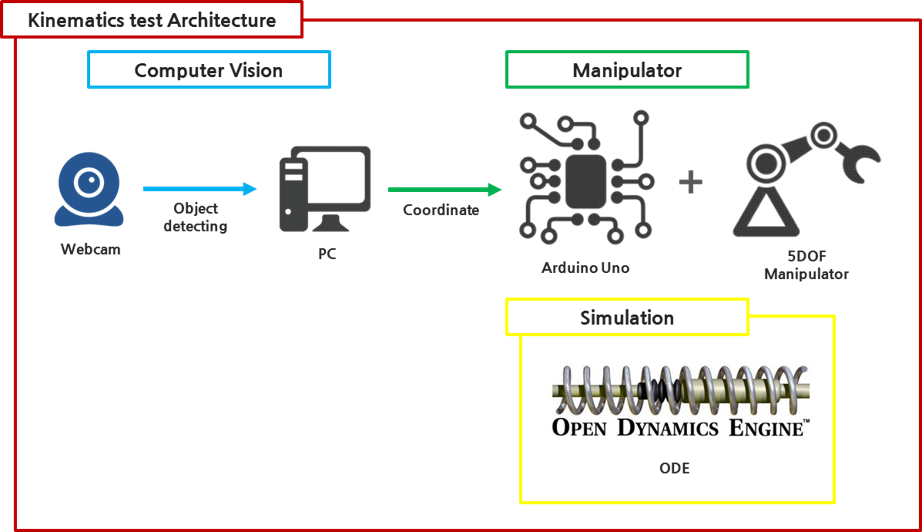 Kinematics test Architecture
Computer Vision
Manipulator
Object
detecting
Coordinate
Webcam
PC
Arduino Uno
5DOF
Manipulator
Simulation
OPEN DYNAMICS ENGINE™
ODE